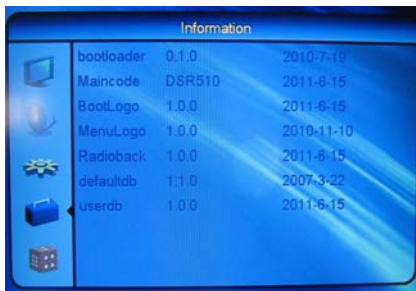 Information
bootloader 0.1.0 2010-7-19
Maincode DSR510 2011-6-15
BootLogo 1.0.0 2011-6-15
MenuLogo 1.0.0 2010-11-10
Radioback 1.0.0 2011-6-15
defaultdb 1.1.0 2007-3-22
userdb 1.0.0 2011-6-15